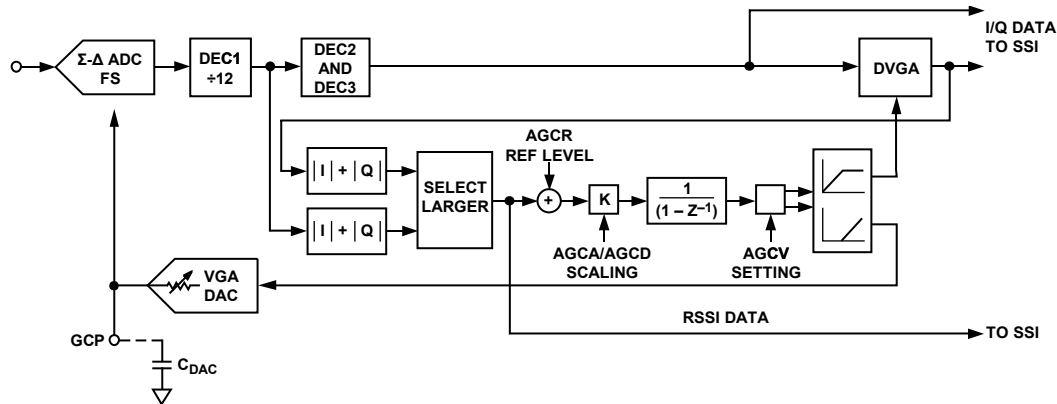 Σ-Δ ADC
FS
DEC1
÷12
DEC2
AND
DEC3
DVGA
I/Q DATA
TO SSI
|I| + |Q|
|I| + |Q|
SELECT
LARGER
AGCR
REF LEVEL
+
K
AGCA/AGCD
SCALING
1
(1 – Z–1)
AGCV
SETTING
VGA
DAC
GCP
CDAC
RSSI DATA
TO SSI